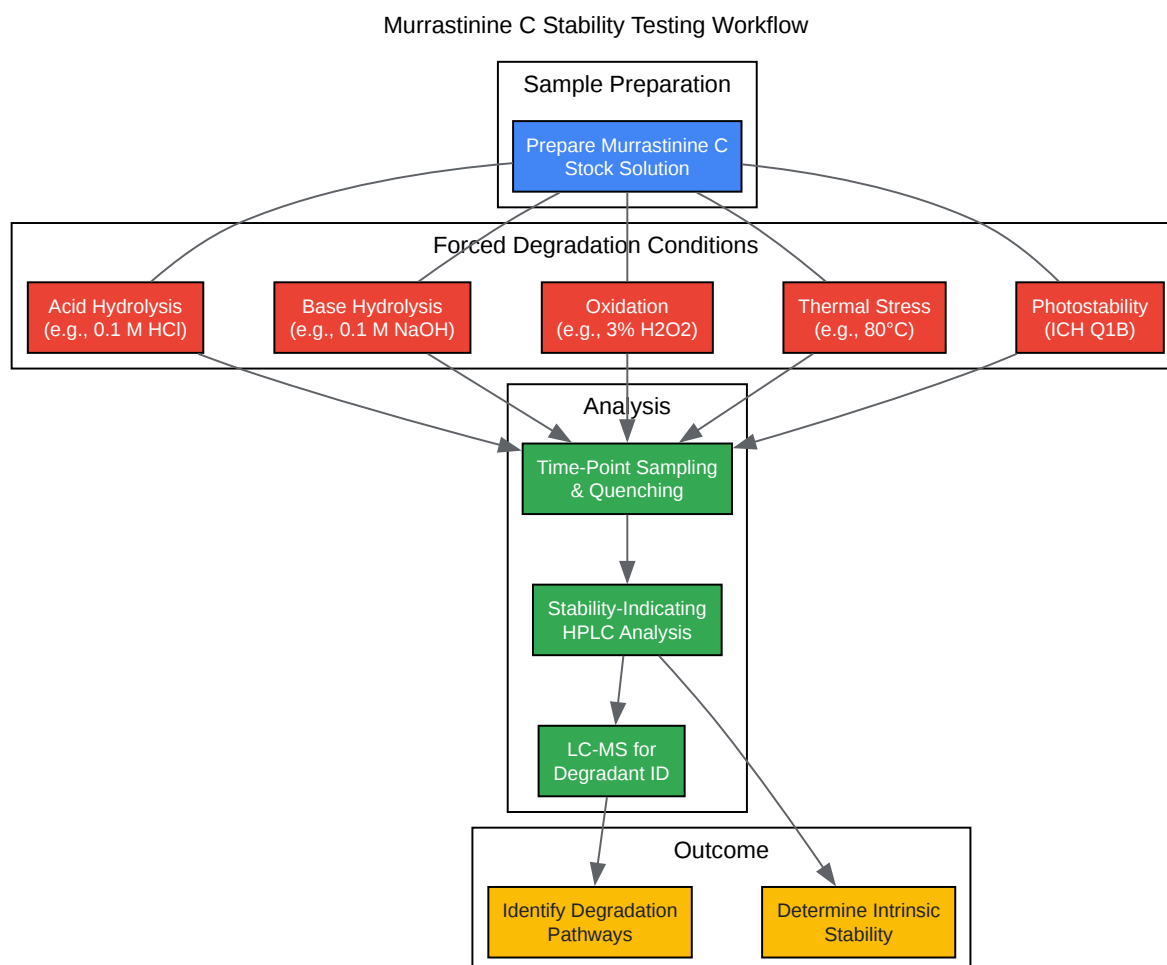 Murrastinine C Stability Testing Workflow
Sample Preparation
Prepare Murrastinine C
Stock Solution
Forced Degradation Conditions
Acid Hydrolysis
(e.g., 0.1 M HCl)
Base Hydrolysis
(e.g., 0.1 M NaOH)
Oxidation
(e.g., 3% H2O2)
Thermal Stress
(e.g., 80°C)
Photostability
(ICH Q1B)
Analysis
Time-Point Sampling
& Quenching
Stability-Indicating
HPLC Analysis
LC-MS for
Degradant ID
Outcome
Identify Degradation
Pathways
Determine Intrinsic
Stability